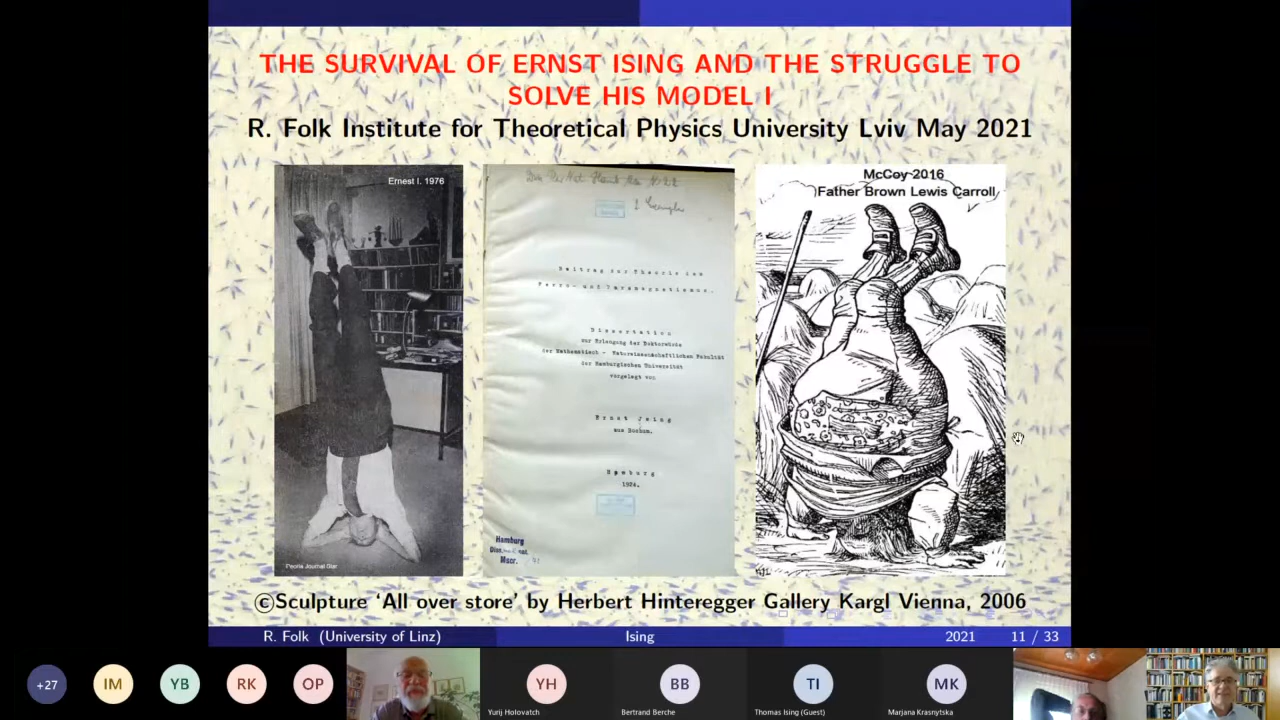 THE SURVIVAL OF ERNST ISING AND THE STRUGGLE TO
SOLVE HIS MODEL I
R. Folk Institute for Theoretical Physics University Lviv May 2021
Ernest I. 1976
Peoria Journal Star
Beitrag zur Theorie des
Ferro- und Paramagnetismus.
Dissertation
zur Erlangung der Doktorwürde
der Mathematisch - Naturwissenschaftlichen Fakultät
der Hamburgischen Universität
vorgelegt von
Ernst Ising
aus Bochum.
Hamburg
1924.
Hamburg
Mscr.
McCoy 2016
Father Brown Lewis Carroll
©Sculpture ‘All over store’ by Herbert Hinteregger Gallery Kargl Vienna, 2006
R. Folk (University of Linz)
Ising
2021
11 / 33
+27
IM
YB
RK
OP
YH
Yurij Holovatch
BB
Bertrand Berche
TI
Thomas Ising (Guest)
MK
Marjana Krasnytska